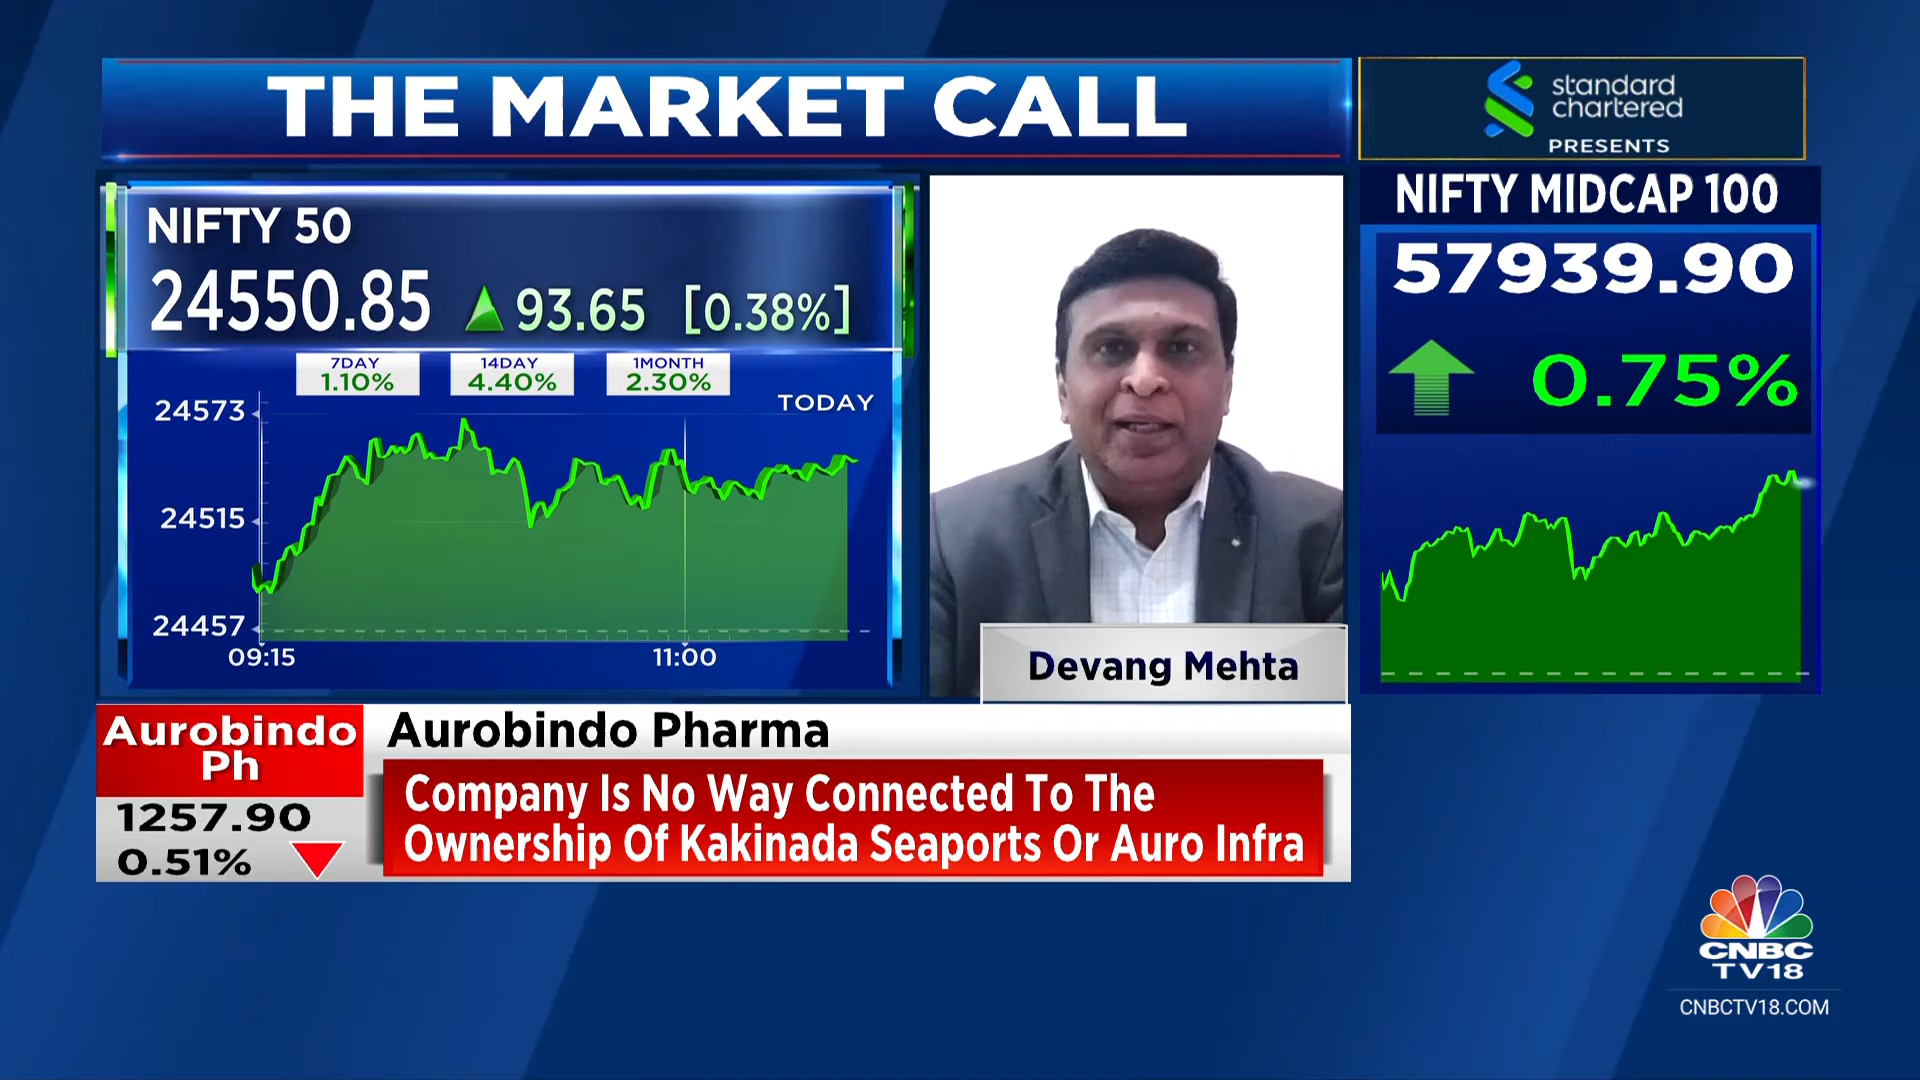 THE MARKET CALL
standard
chartered
PRESENTS
NIFTY 50
24550.85 ▲ 93.65 [0.38%]
7DAY
1.10%
14DAY
4.40%
1MONTH
2.30%
TODAY
24573
24515
24457
09:15
11:00
Devang Mehta
NIFTY MIDCAP 100
57939.90
0.75%
Aurobindo
Ph
1257.90
0.51%
Aurobindo Pharma
Company Is No Way Connected To The
Ownership Of Kakinada Seaports Or Auro Infra
CNBC
TV18
CNBCTV18.COM